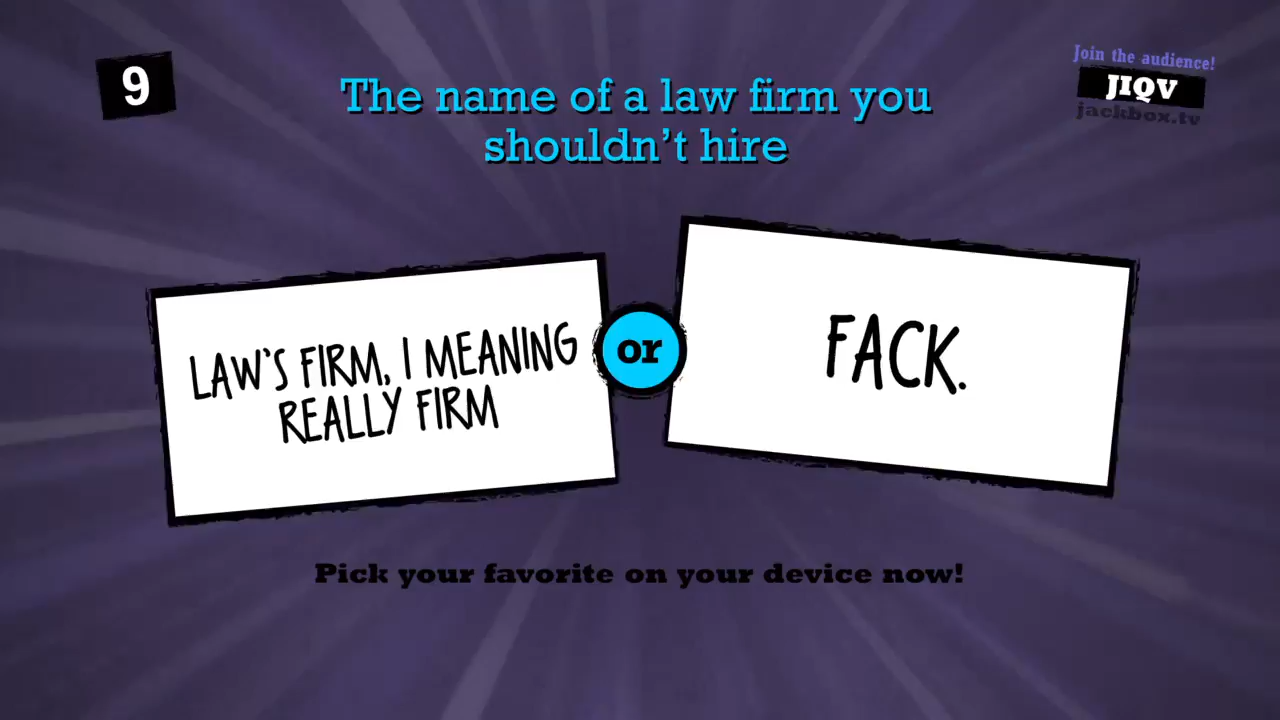 9
The name of a law firm you
shouldn't hire
Join the audience!
JIQV
jackbox.tv
LAW'S FIRM, I MEANING
REALLY FIRM
or
FACK.
Pick your favorite on your device now!